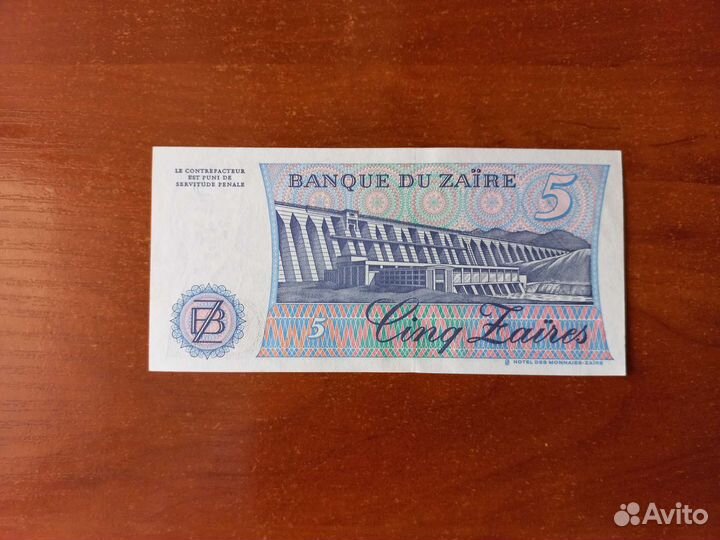 LE CONTREFACTEUR
EST PUNI DE
SERVITUDE PENALE
BANQUE DU ZAÏRE
5
BZ
5
Cinq Zaïres
HOTEL DES MONNAIES-ZAIRE
Avito